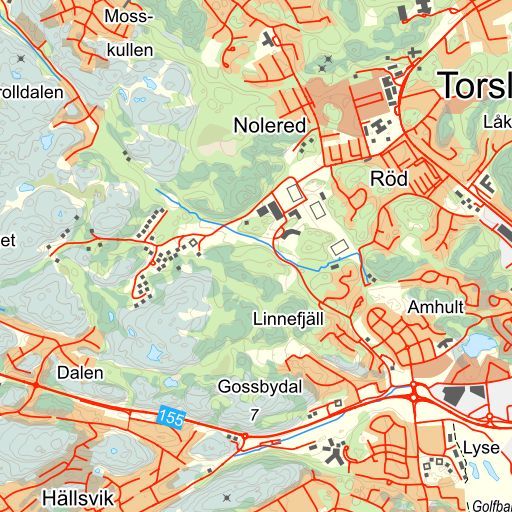 Moss-
kullen
rolldalen
Torsl
Nolered
Låk
Röd
et
Amhult
Linnefjäll
Dalen
Gossbydal
7
155
Lyse
Hällsvik
Golfba